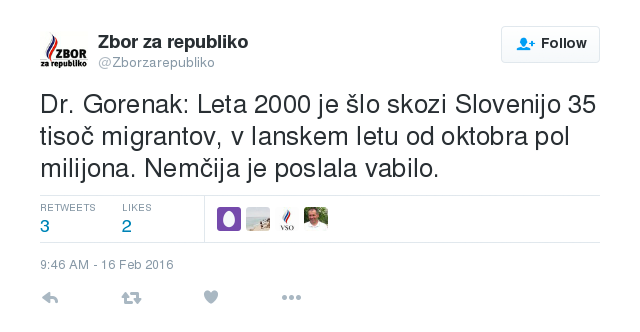 ZBOR
za republiko
Zbor za republiko
@Zborzarepubliko
Follow
Dr. Gorenak: Leta 2000 je šlo skozi Slovenijo 35
tisoč migrantov, v lanskem letu od oktobra pol
milijona. Nemčija je poslala vabilo.
RETWEETS LIKES
3 2
VSO
9:46 AM - 16 Feb 2016